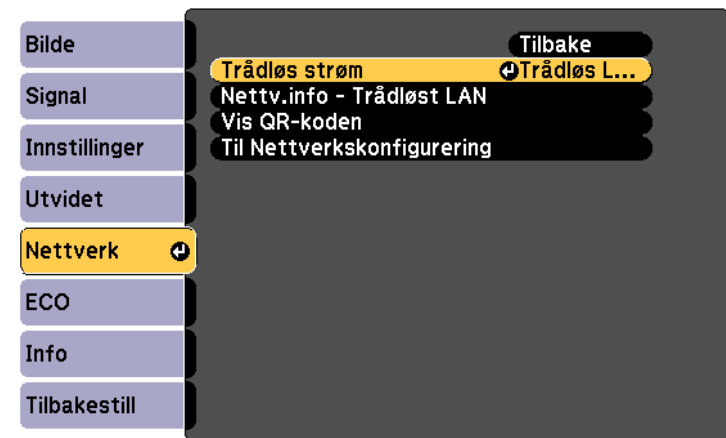 Bilde
Signal
Innstillinger
Utvidet
Nettverk
ECO
Info
Tilbakestill
Tilbake
Trådløs strøm Trådløs L...
Nettv.info - Trådløst LAN
Vis QR-koden
Til Nettverkskonfigurering